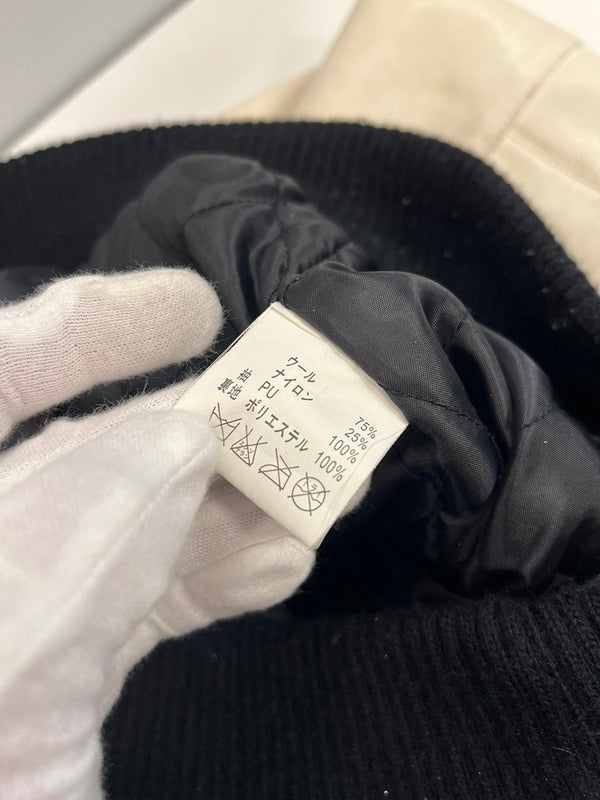 ウール 75%
ナイロン 25%
袖 PU 100%
裏地 ポリエステル 100%